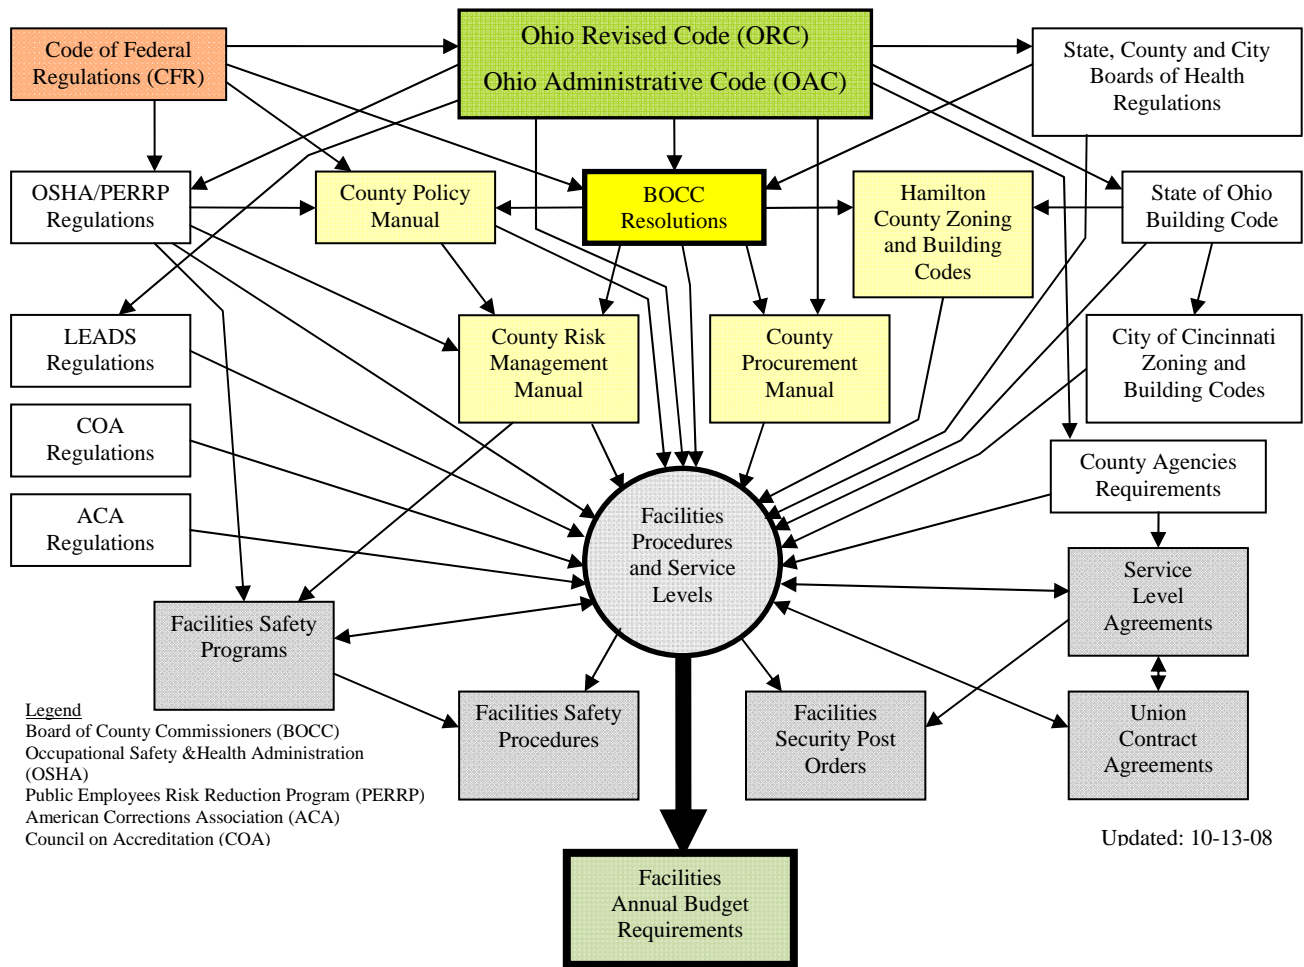 Code of Federal
Regulations (CFR)
Ohio Revised Code (ORC)
Ohio Administrative Code (OAC)
State, County and City
Boards of Health
Regulations
OSHA/PERRP
Regulations
County Policy
Manual
BOCC
Resolutions
Hamilton
County Zoning
and Building
Codes
State of Ohio
Building Code
LEADS
Regulations
County Risk
Management
Manual
County
Procurement
Manual
City of Cincinnati
Zoning and
Building Codes
COA
Regulations
County Agencies
Requirements
ACA
Regulations
Facilities
Procedures
and Service
Levels
Service
Level
Agreements
Facilities Safety
Programs
Facilities Safety
Procedures
Facilities
Security Post
Orders
Union
Contract
Agreements
Legend
Board of County Commissioners (BOCC)
Occupational Safety &Health Administration
(OSHA)
Public Employees Risk Reduction Program (PERRP)
American Corrections Association (ACA)
Council on Accreditation (COA)
Updated: 10-13-08
Facilities
Annual Budget
Requirements